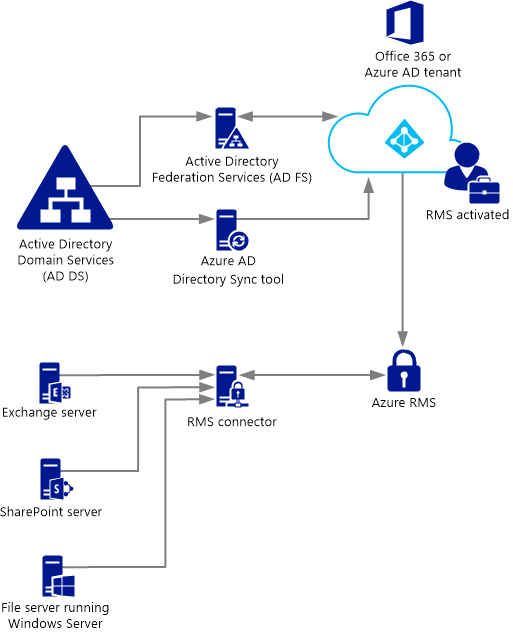 Office 365 or
Azure AD tenant
Active Directory
Federation Services (AD FS)
RMS activated
Active Directory
Domain Services
(AD DS)
Azure AD
Directory Sync tool
E
Exchange server
RMS connector
Azure RMS
S
SharePoint server
File server running
Windows Server